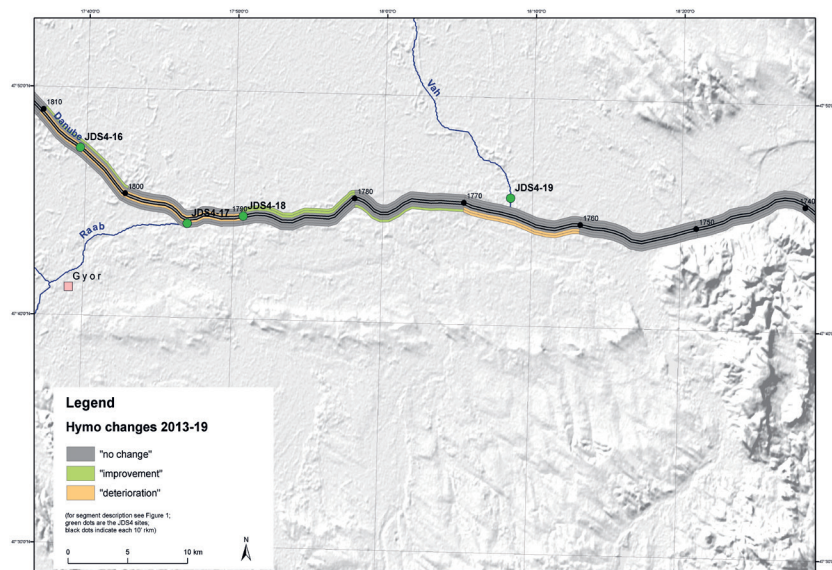 17°40'0"O 17°50'0"O 18°0'0"O 18°10'0"O 18°20'0"O
1810
Danube
JDS4-16
Vah
1800
JDS4-17
1790
JDS4-18
1780
1770
JDS4-19
1760
1750
1740
Raab
Gyor
Legend
Hymo changes 2013-19
"no change"
"improvement"
"deterioration"
(for segment description see Figure 1;
green dots are the JDS4 sites;
black dots indicate each 10' rkm)
0 5 10 km
N